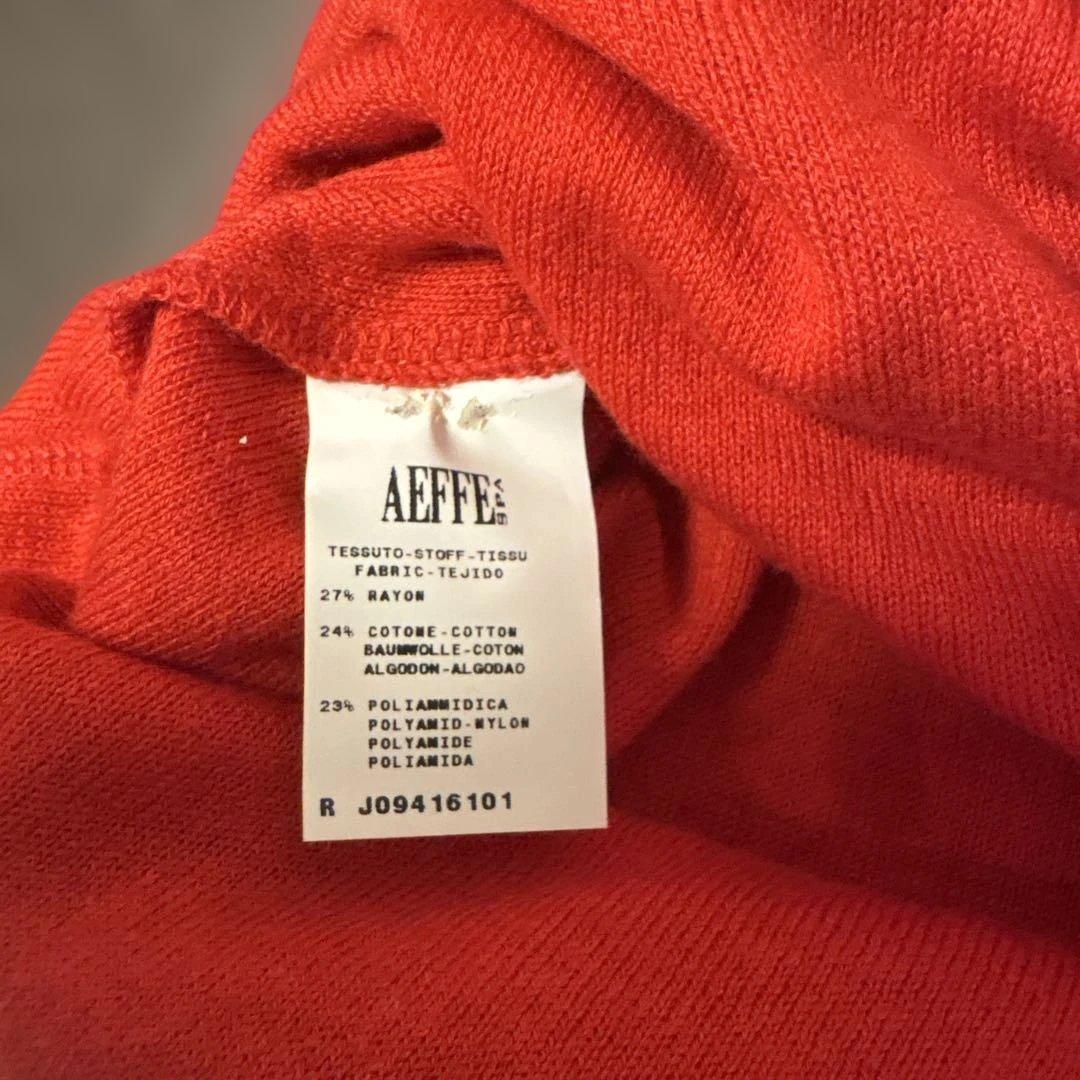 AEFFE SPA
TESSUTO-STOFF-TISSU
FABRIC-TEJIDO
27% RAYON
24% COTONE-COTTON
BAUMWOLLE-COTON
ALGODON-ALGODAO
23% POLIAMMIDICA
POLYAMID-NYLON
POLYAMIDE
POLIAMIDA
R J09416101